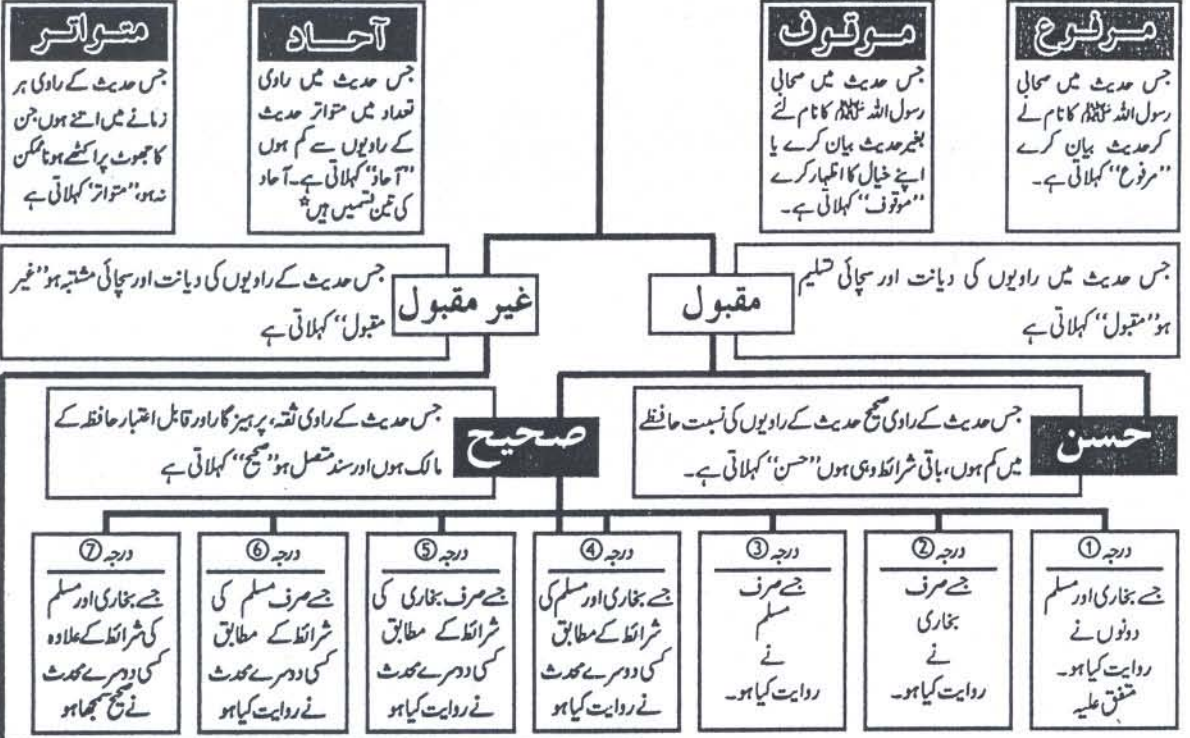 مرفوع
جس حدیث میں صحابی
رسول اللہ ﷺ کا نام لے
کر حدیث بیان کرے
''مرفوع'' کہلاتی ہے۔
موقوف
جس حدیث میں صحابی
رسول اللہ ﷺ کا نام لئے
بغیر حدیث بیان کرے یا
اپنے خیال کا اظہار کرے
''موقوف'' کہلاتی ہے۔
آحاد
جس حدیث میں راوی
تعداد میں متواتر حدیث
کے راویوں سے کم ہوں
''آحاد'' کہلاتی ہے۔ آحاد
کی تین قسمیں ہیں☆
متواتر
جس حدیث کے راوی ہر
زمانے میں اتنے ہوں جن
کا جھوٹ پر اکٹھے ہونا ممکن
نہ ہو، ''متواتر'' کہلاتی ہے
مقبول
جس حدیث میں راویوں کی دیانت اور سچائی تسلیم
ہو ''مقبول'' کہلاتی ہے
غیر مقبول
جس حدیث کے راویوں کی دیانت اور سچائی مشتبہ ہو ''غیر
مقبول'' کہلاتی ہے
حسن
جس حدیث کے راوی صحیح حدیث کے راویوں کی نسبت حافظے
میں کم ہوں، باقی شرائط وہی ہوں ''حسن'' کہلاتی ہے۔
صحیح
جس حدیث کے راوی ثقہ، پرہیز گار اور قابل اعتبار حافظہ کے
مالک ہوں اور سند متصل ہو ''صحیح'' کہلاتی ہے
درجہ ①
جسے بخاری اور مسلم
دونوں نے
روایت کیا ہو۔
متفق علیہ
درجہ ②
جسے صرف
بخاری
نے
روایت کیا ہو۔
درجہ ③
جسے صرف
مسلم
نے
روایت کیا ہو۔
درجہ ④
جسے بخاری اور مسلم کی
شرائط کے مطابق
کسی دوسرے محدث
نے روایت کیا ہو
درجہ ⑤
جسے صرف بخاری کی
شرائط کے مطابق
کسی دوسرے محدث
نے روایت کیا ہو
درجہ ⑥
جسے صرف مسلم کی
شرائط کے مطابق
کسی دوسرے محدث
نے روایت کیا ہو
درجہ ⑦
جسے بخاری اور مسلم
کی شرائط کے علاوہ
کسی دوسرے محدث
نے صحیح سمجھا ہو